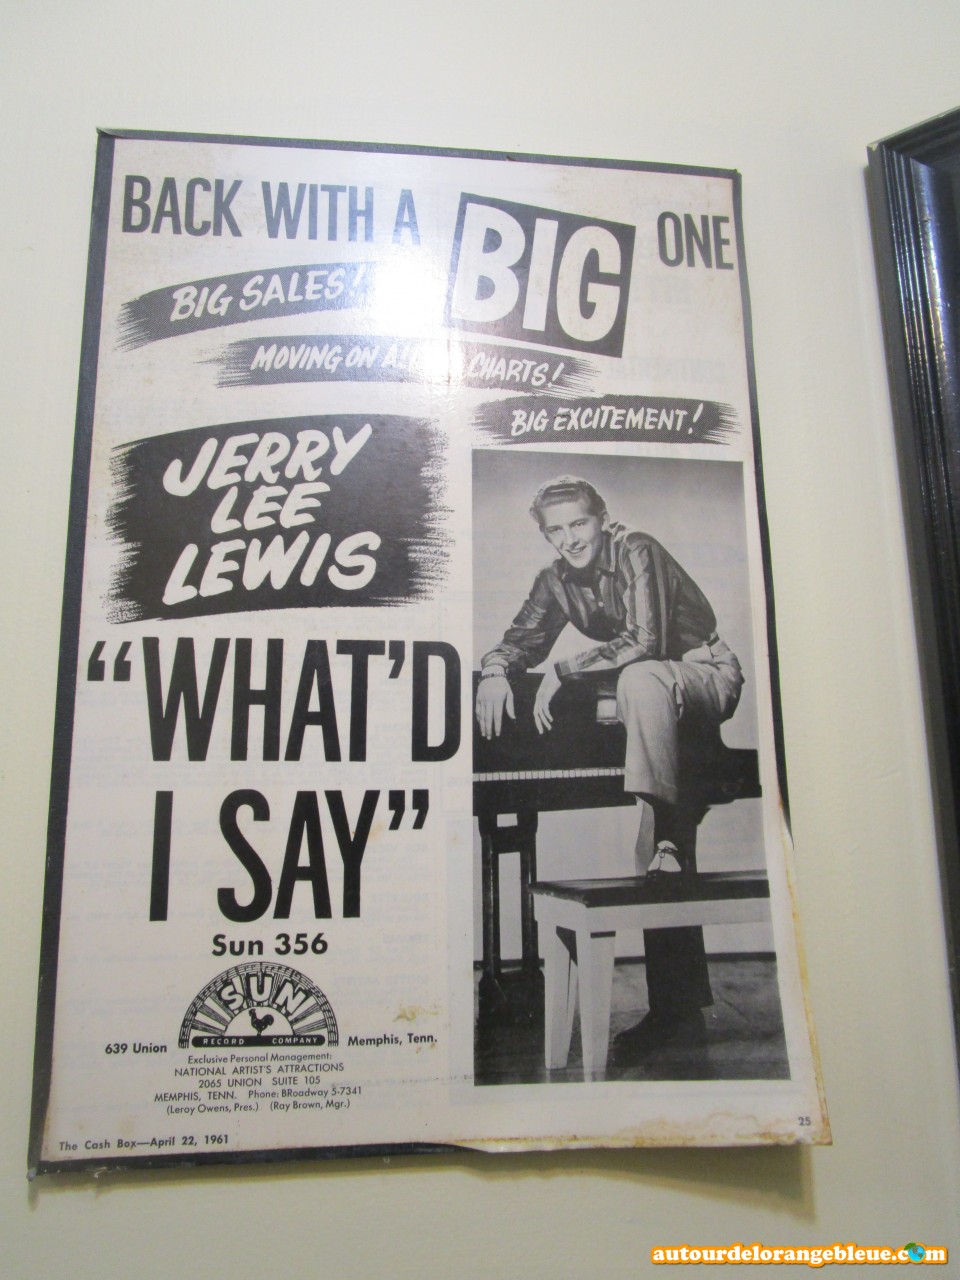 BACK WITH A BIG ONE
BIG SALES!
MOVING ON ALL CHARTS!
BIG EXCITEMENT!
JERRY
LEE
LEWIS
"WHAT'D
I SAY"
Sun 356
SUN
RECORD COMPANY
639 Union
Memphis, Tenn.
Exclusive Personal Management:
NATIONAL ARTIST'S ATTRACTIONS
2065 UNION SUITE 105
MEMPHIS, TENN. Phone: BRoadway 5-7341
(Leroy Owens, Pres.) (Ray Brown, Mgr.)
The Cash Box—April 22, 1961
25
autourdelorangebleue.com